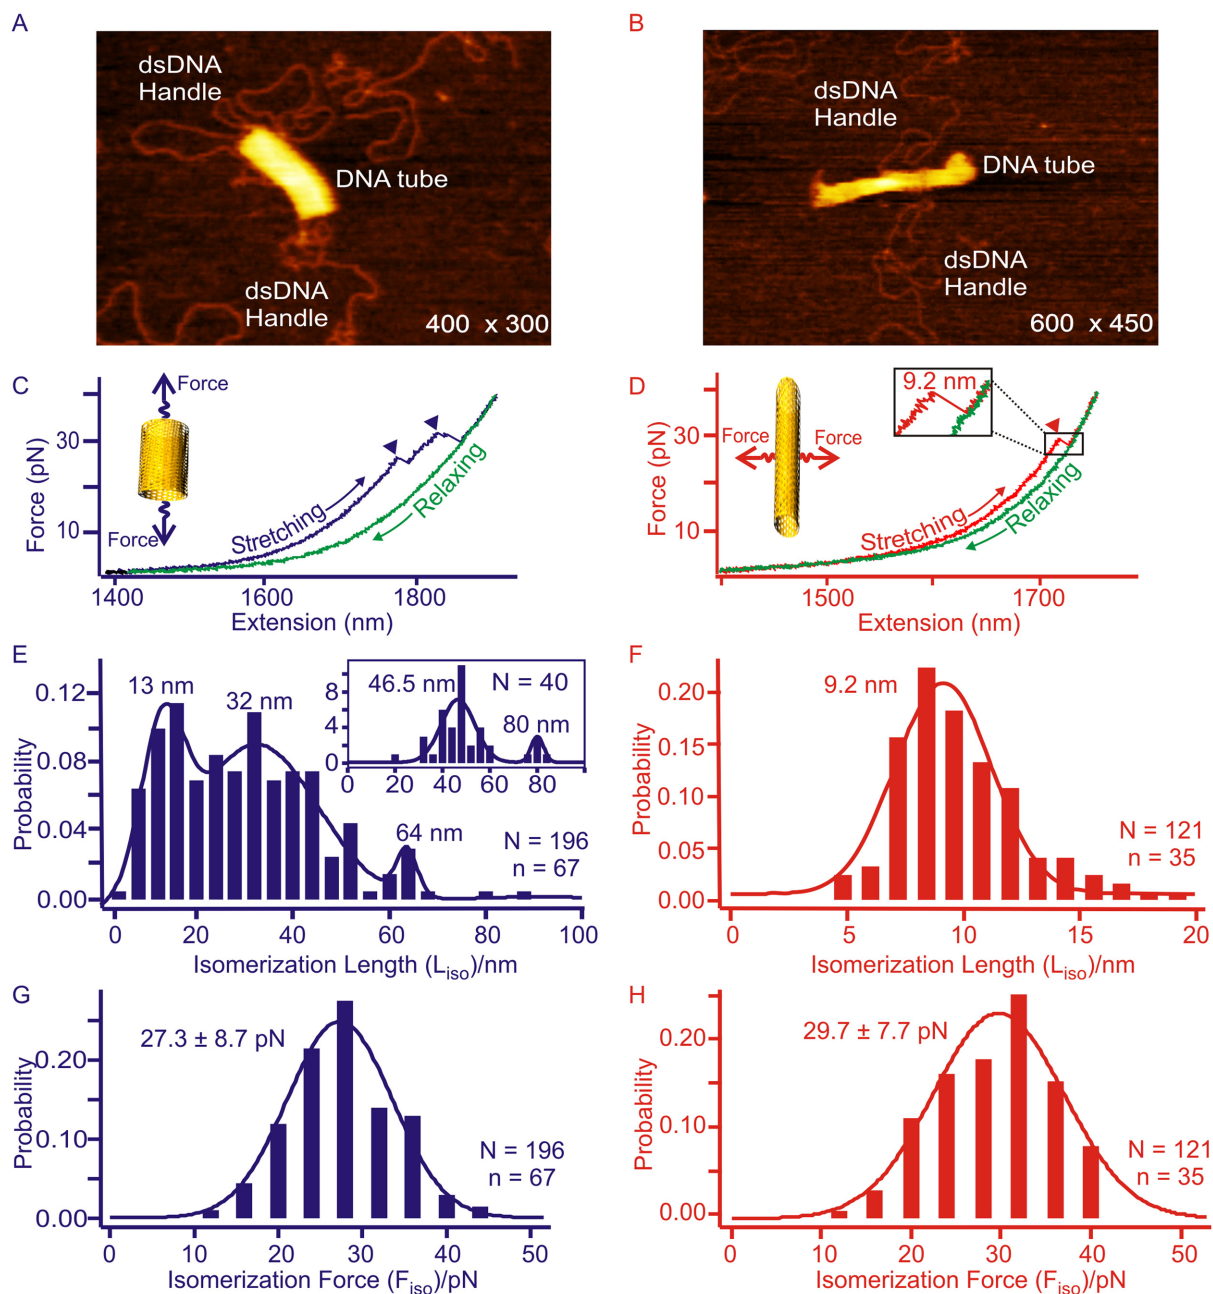 A
dsDNA
Handle
DNA tube
dsDNA
Handle
400 x 300
B
dsDNA
Handle
DNA tube
dsDNA
Handle
600 x 450
C
Force (pN)
30
10
Force
Force
Stretching
Relaxing
1400
1600
1800
Extension (nm)
D
Force (pN)
30
10
Force
Force
9.2 nm
Stretching
Relaxing
1500
1700
Extension (nm)
E
Probability
0.12
0.08
0.04
0.00
13 nm
32 nm
64 nm
N = 196
n = 67
46.5 nm
N = 40
80 nm
8
4
0
0 20 40 60 80
0 20 40 60 80 100
Isomerization Length (Liso)/nm
F
Probability
0.20
0.15
0.10
0.05
0.00
9.2 nm
N = 121
n = 35
0 5 10 15 20
Isomerization Length (Liso)/nm
G
Probability
0.20
0.10
0.00
27.3 ± 8.7 pN
N = 196
n = 67
0 10 20 30 40 50
Isomerization Force (Fiso)/pN
H
Probability
0.20
0.10
0.00
29.7 ± 7.7 pN
N = 121
n = 35
0 10 20 30 40 50
Isomerization Force (Fiso)/pN